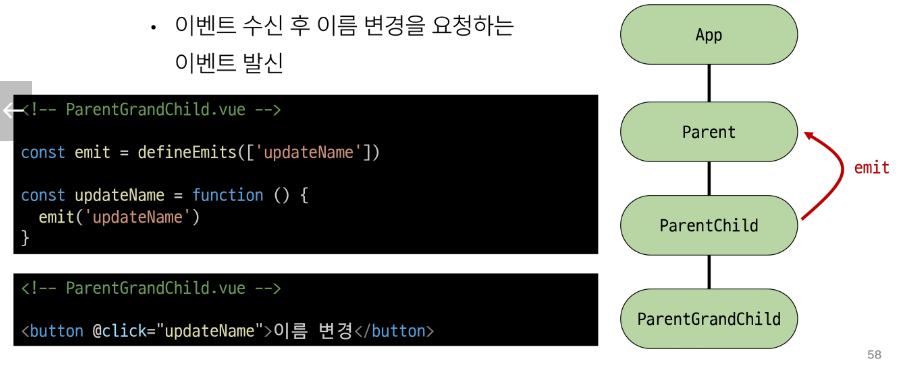 • 이벤트 수신 후 이름 변경을 요청하는
이벤트 발신
<!-- ParentGrandChild.vue -->
const emit = defineEmits(['updateName'])
const updateName = function () {
  emit('updateName')
}
<!-- ParentGrandChild.vue -->
<button @click="updateName">이름 변경</button>
App
Parent
emit
ParentChild
ParentGrandChild
58